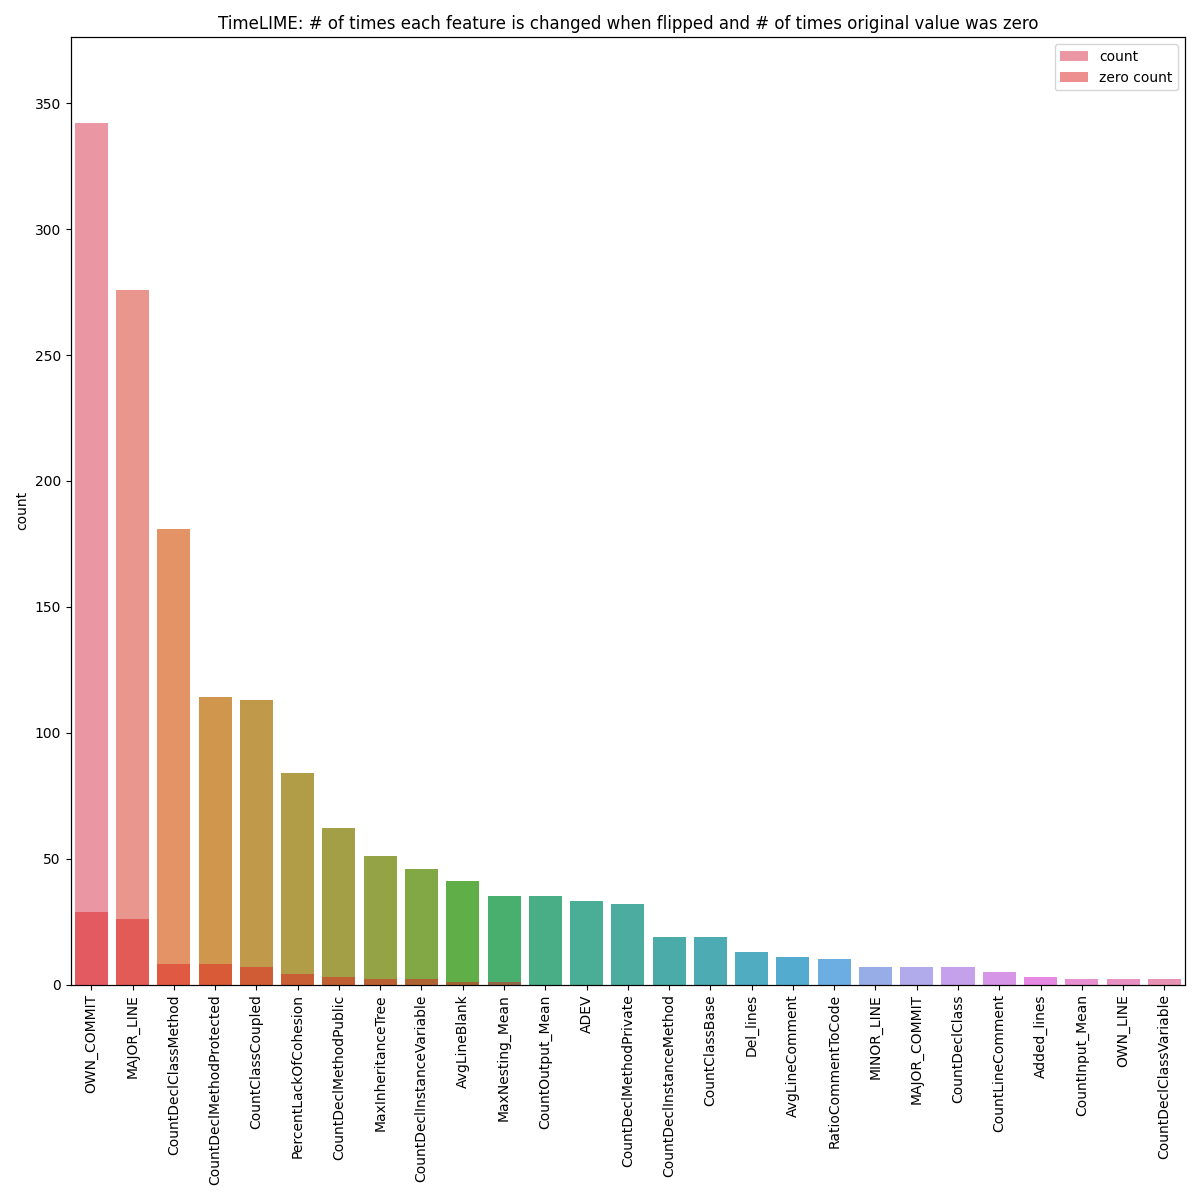 TimeLIME: # of times each feature is changed when flipped and # of times original value was zero
count
zero count
350
300
250
200
150
100
50
0
count
OWN_COMMIT
MAJOR_LINE
CountDeclClassMethod
CountDeclMethodProtected
CountClassCoupled
PercentLackOfCohesion
CountDeclMethodPublic
MaxInheritanceTree
CountDeclInstanceVariable
AvgLineBlank
MaxNesting_Mean
CountOutput_Mean
ADEV
CountDeclMethodPrivate
CountDeclInstanceMethod
CountClassBase
Del_lines
AvgLineComment
RatioCommentToCode
MINOR_LINE
MAJOR_COMMIT
CountDeclClass
CountLineComment
Added_lines
CountInput_Mean
OWN_LINE
CountDeclClassVariable